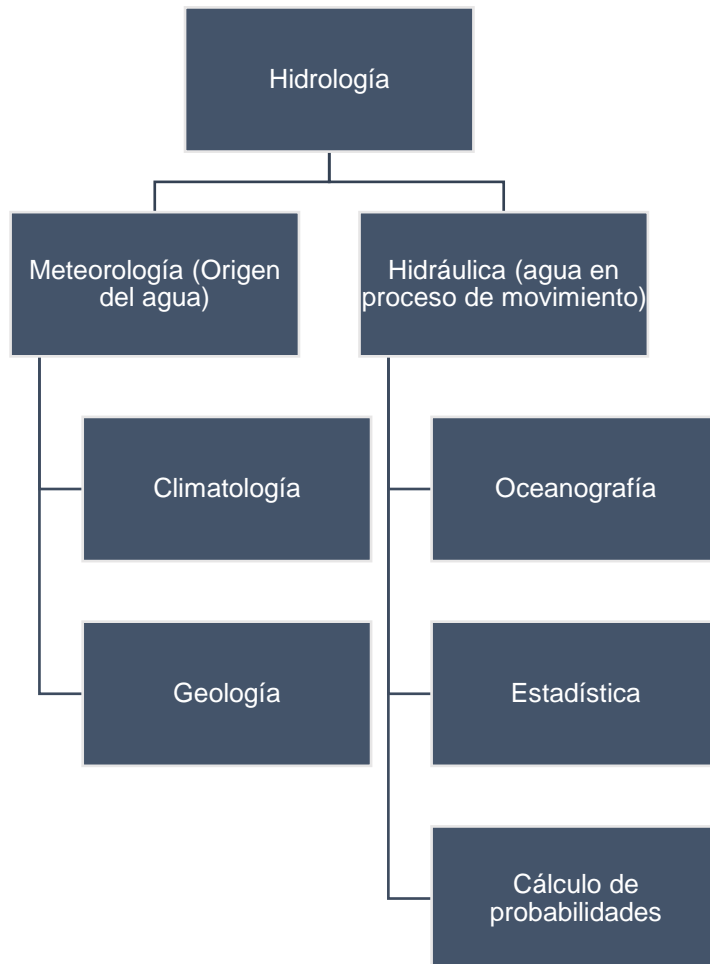 Hidrología
Meteorología (Origen
del agua)
Hidráulica (agua en
proceso de movimiento)
Climatología
Oceanografía
Geología
Estadística
Cálculo de
probabilidades